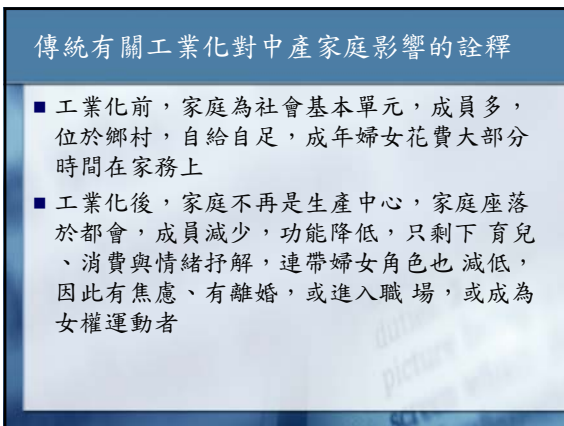 傳統有關工業化對中產家庭影響的詮釋
■ 工業化前，家庭為社會基本單元，成員多，
位於鄉村，自給自足，成年婦女花費大部分
時間在家務上
■ 工業化後，家庭不再是生產中心，家庭座落
於都會，成員減少，功能降低，只剩下 育兒
、消費與情緒抒解，連帶婦女角色也 減低，
因此有焦慮、有離婚，或進入職 場，或成為
女權運動者
picture
screen